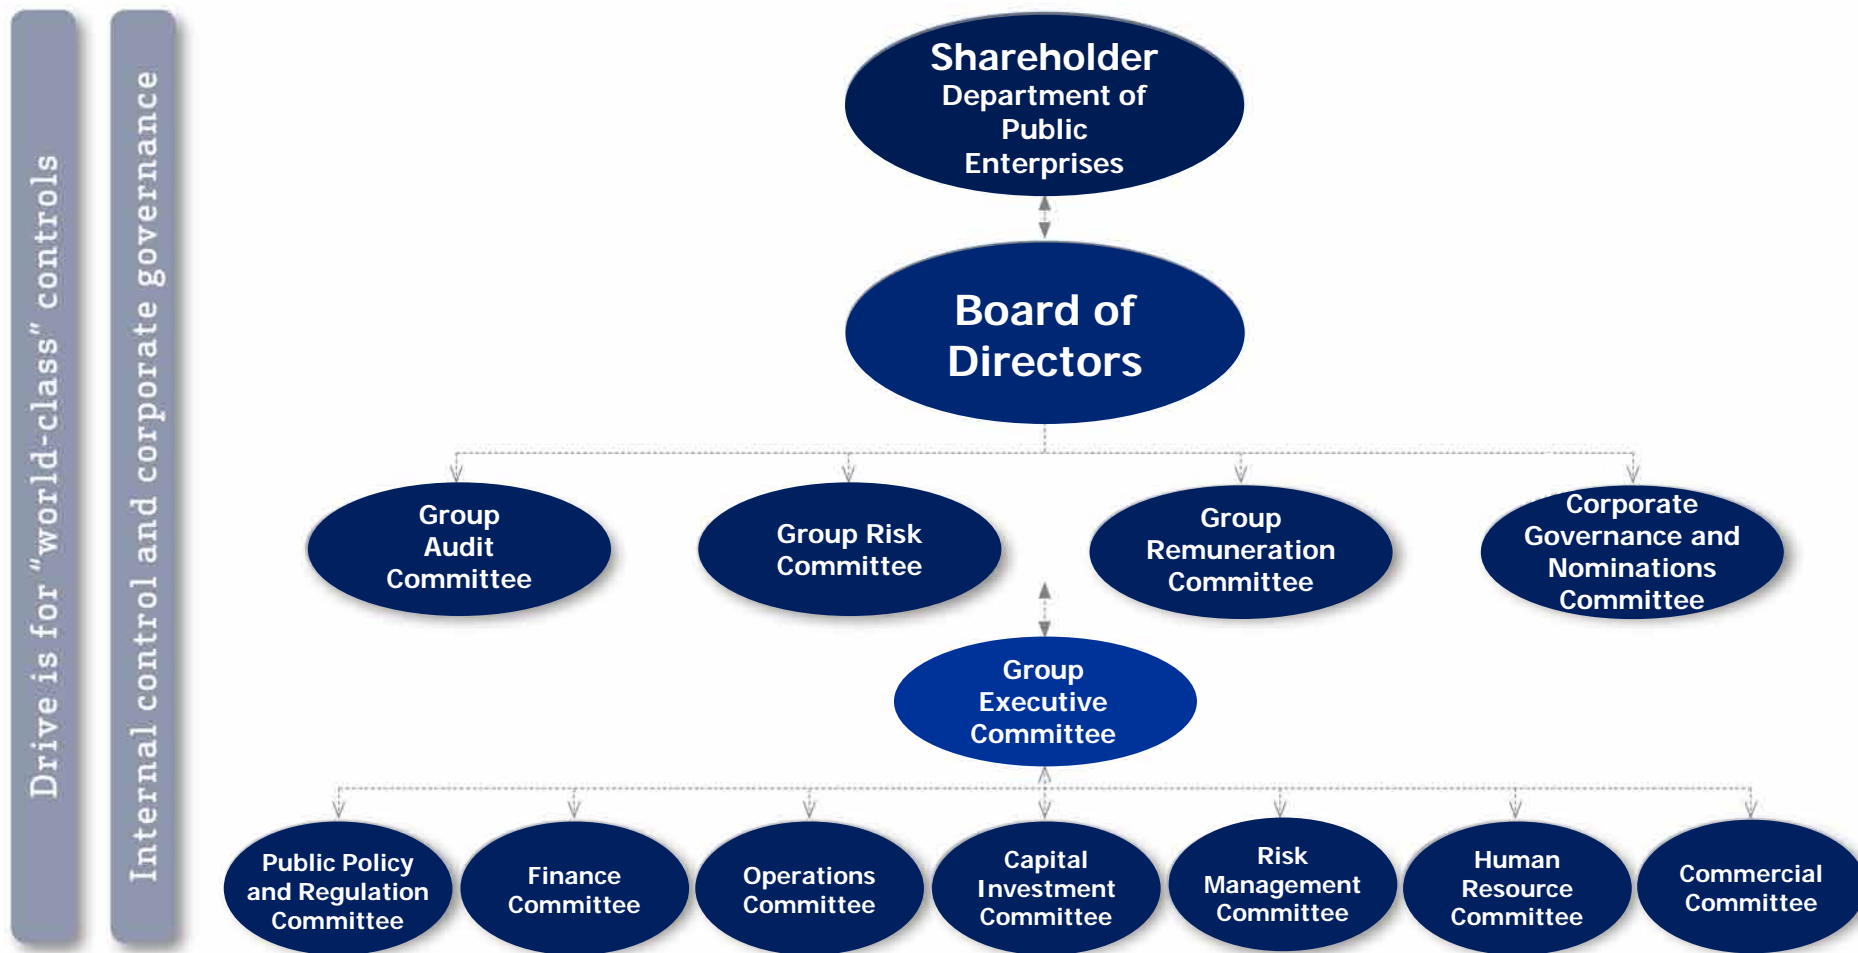 Drive is for "world-class" controls
Internal control and corporate governance
Shareholder
Department of
Public
Enterprises
Board of
Directors
Group
Audit
Committee
Group Risk
Committee
Group
Remuneration
Committee
Corporate
Governance and
Nominations
Committee
Group
Executive
Committee
Public Policy
and Regulation
Committee
Finance
Committee
Operations
Committee
Capital
Investment
Committee
Risk
Management
Committee
Human
Resource
Committee
Commercial
Committee